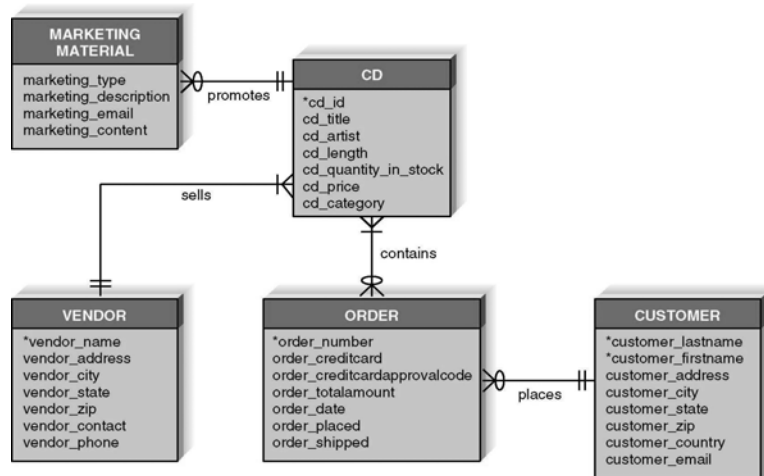 MARKETING
MATERIAL
marketing_type
marketing_description
marketing_email
marketing_content
promotes
CD
*cd_id
cd_title
cd_artist
cd_length
cd_quantity_in_stock
cd_price
cd_category
sells
contains
VENDOR
*vendor_name
vendor_address
vendor_city
vendor_state
vendor_zip
vendor_contact
vendor_phone
ORDER
*order_number
order_creditcard
order_creditcardapprovalcode
order_totalamount
order_date
order_placed
order_shipped
places
CUSTOMER
*customer_lastname
*customer_firstname
customer_address
customer_city
customer_state
customer_zip
customer_country
customer_email